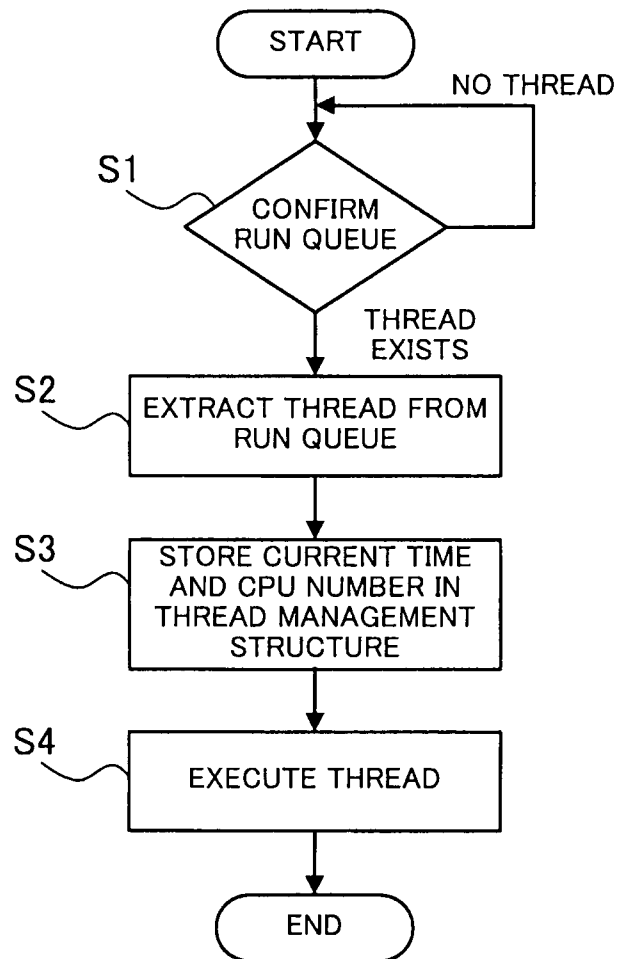 START
NO THREAD
S1
CONFIRM
RUN QUEUE
THREAD
EXISTS
S2
EXTRACT THREAD FROM
RUN QUEUE
S3
STORE CURRENT TIME
AND CPU NUMBER IN
THREAD MANAGEMENT
STRUCTURE
S4
EXECUTE THREAD
END